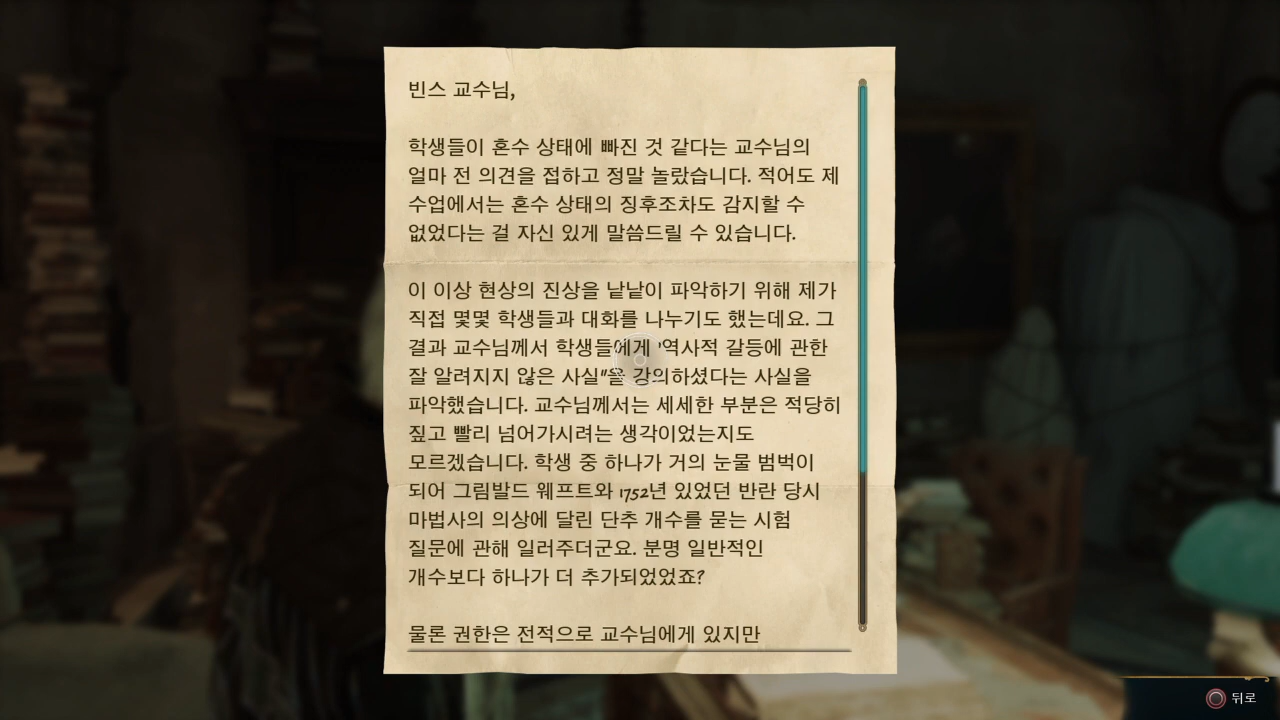 빈스 교수님,
학생들이 혼수 상태에 빠진 것 같다는 교수님의
얼마 전 의견을 접하고 정말 놀랐습니다. 적어도 제
수업에서는 혼수 상태의 징후조차도 감지할 수
없었다는 걸 자신 있게 말씀드릴 수 있습니다.
이 이상 현상의 진상을 낱낱이 파악하기 위해 제가
직접 몇몇 학생들과 대화를 나누기도 했는데요. 그
결과 교수님께서 학생들에게 "역사적 갈등에 관한
잘 알려지지 않은 사실"을 강의하셨다는 사실을
파악했습니다. 교수님께서는 세세한 부분은 적당히
짚고 빨리 넘어가시려는 생각이었는지도
모르겠습니다. 학생 중 하나가 거의 눈물 범벅이
되어 그림발드 웨프트와 1752년 있었던 반란 당시
마법사의 의상에 달린 단추 개수를 묻는 시험
질문에 관해 일러주더군요. 분명 일반적인
개수보다 하나가 더 추가되었었죠?
물론 권한은 전적으로 교수님에게 있지만
뒤로